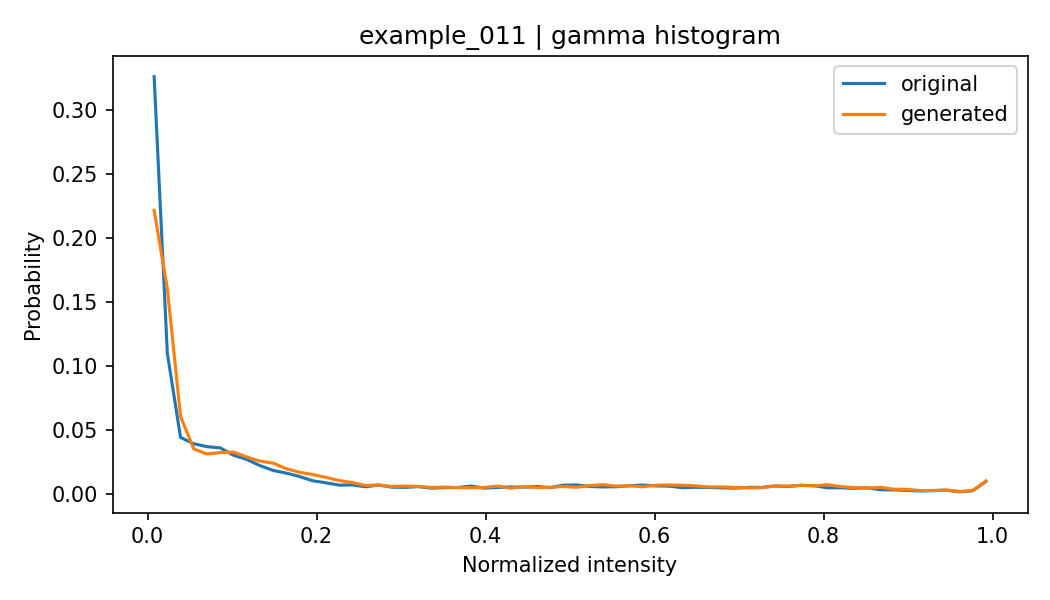 example_011 | gamma histogram
original
generated
Probability
0.30
0.25
0.20
0.15
0.10
0.05
0.00
0.0 0.2 0.4 0.6 0.8 1.0
Normalized intensity